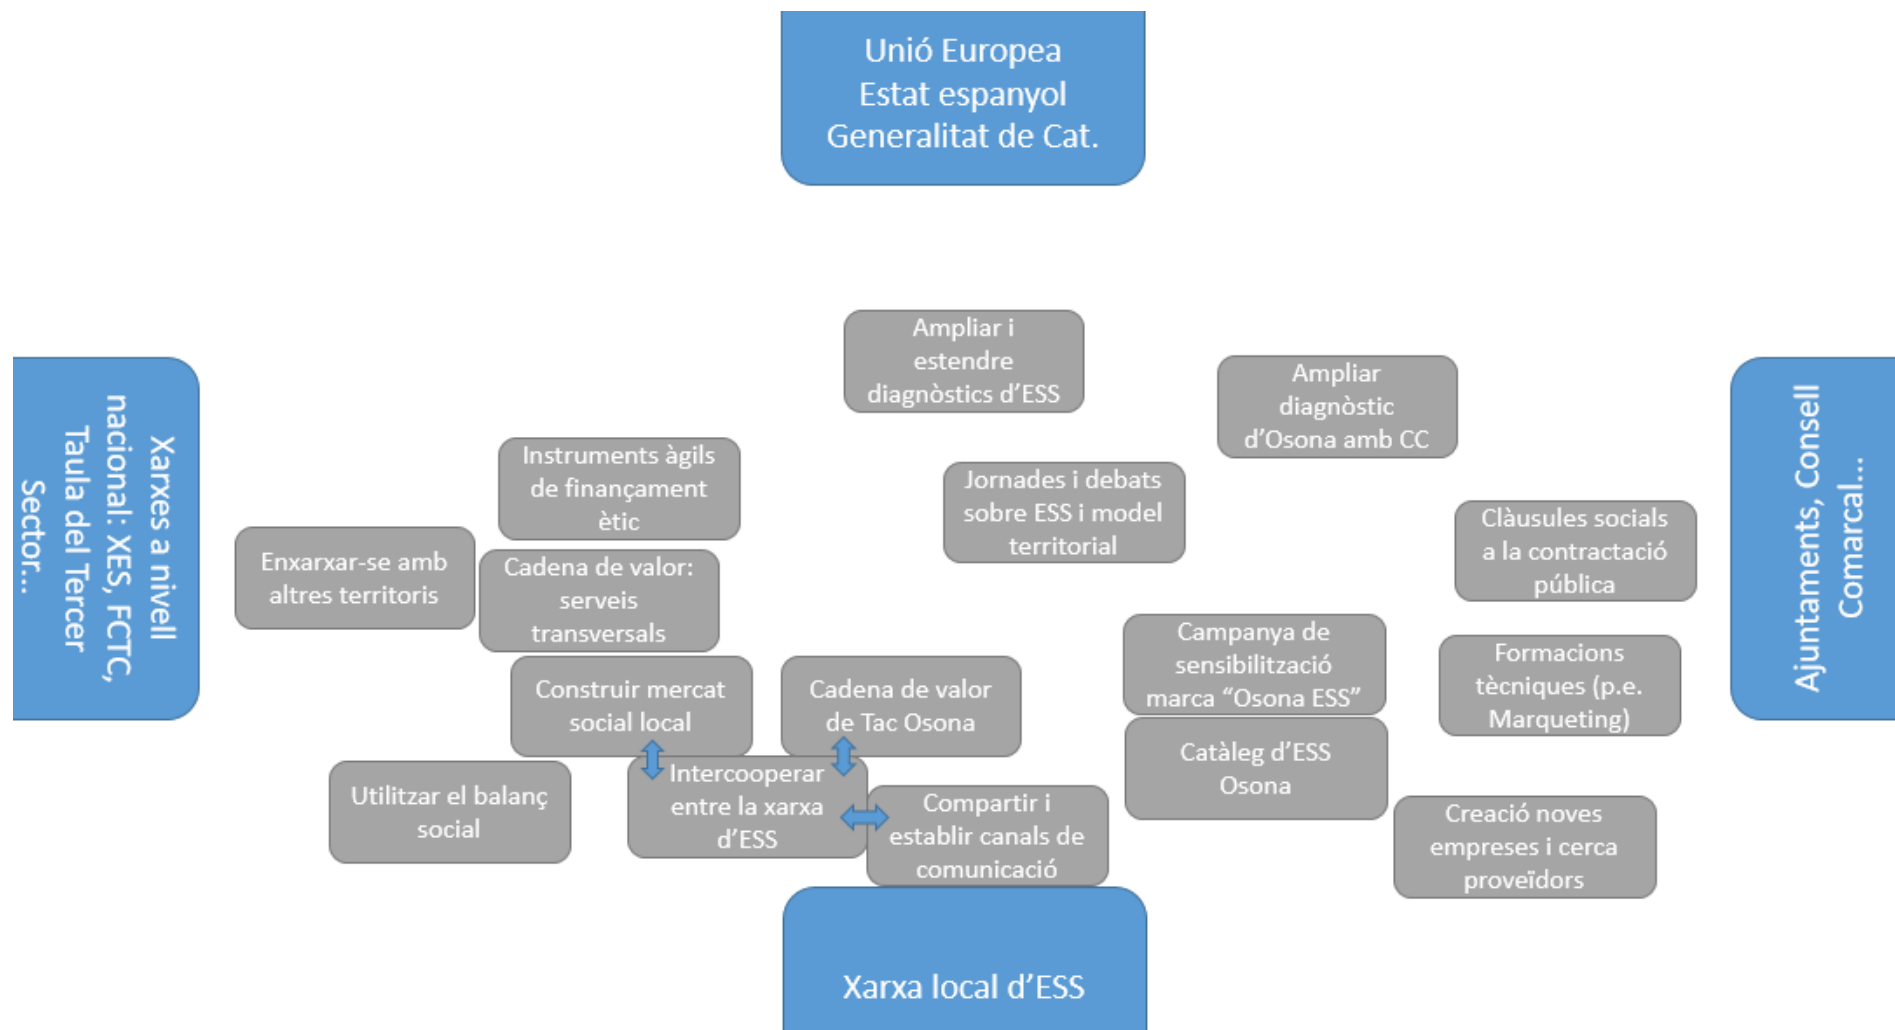 Unió Europea
Estat espanyol
Generalitat de Cat.
Ampliar i
estendre
diagnòstics d’ESS
Ampliar
diagnòstic
d’Osona amb CC
Xarxes a nivell
nacional: XES, FCTC,
Taula del Tercer
Sector...
Instruments àgils
de finançament
ètic
Jornades i debats
sobre ESS i model
territorial
Ajuntaments, Consell
Comarcal...
Clàusules socials
a la contractació
pública
Enxarxar-se amb
altres territoris
Cadena de valor:
serveis
transversals
Campanya de
sensibilització
marca “Osona ESS”
Formacions
tècniques (p.e.
Marqueting)
Construir mercat
social local
Cadena de valor
de Tac Osona
Catàleg d’ESS
Osona
Utilitzar el balanç
social
Intercooperar
entre la xarxa
d’ESS
Compartir i
establir canals de
comunicació
Creació noves
empreses i cerca
proveïdors
Xarxa local d’ESS